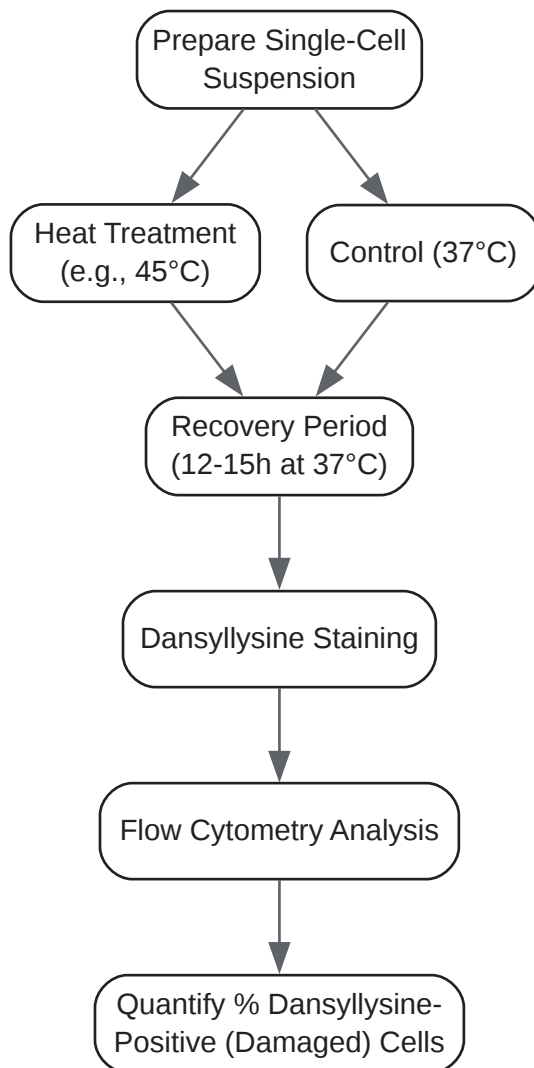 Prepare Single-Cell
Suspension
Heat Treatment
(e.g., 45°C)
Control (37°C)
Recovery Period
(12-15h at 37°C)
Dansyllysine Staining
Flow Cytometry Analysis
Quantify % Dansyllysine-
Positive (Damaged) Cells